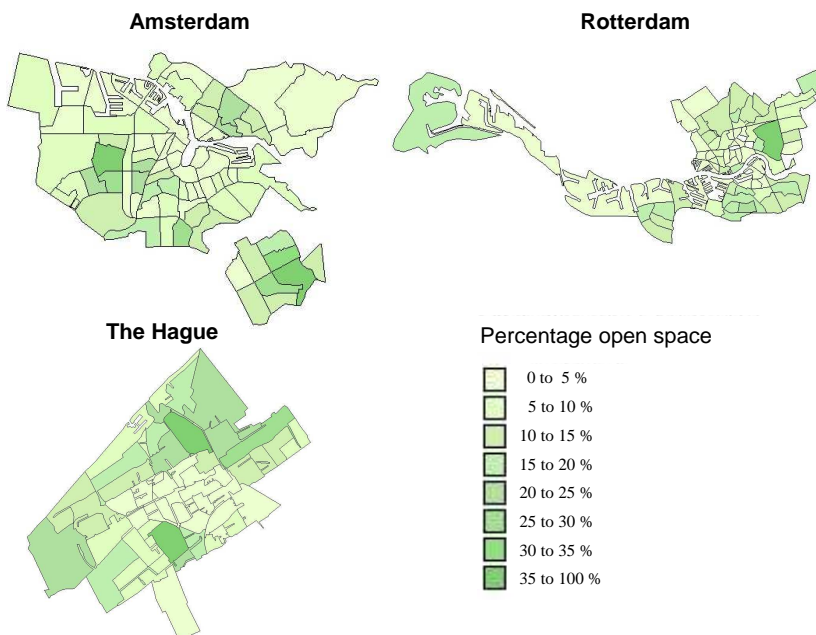 Amsterdam
Rotterdam
The Hague
Percentage open space
0 to 5 %
5 to 10 %
10 to 15 %
15 to 20 %
20 to 25 %
25 to 30 %
30 to 35 %
35 to 100 %